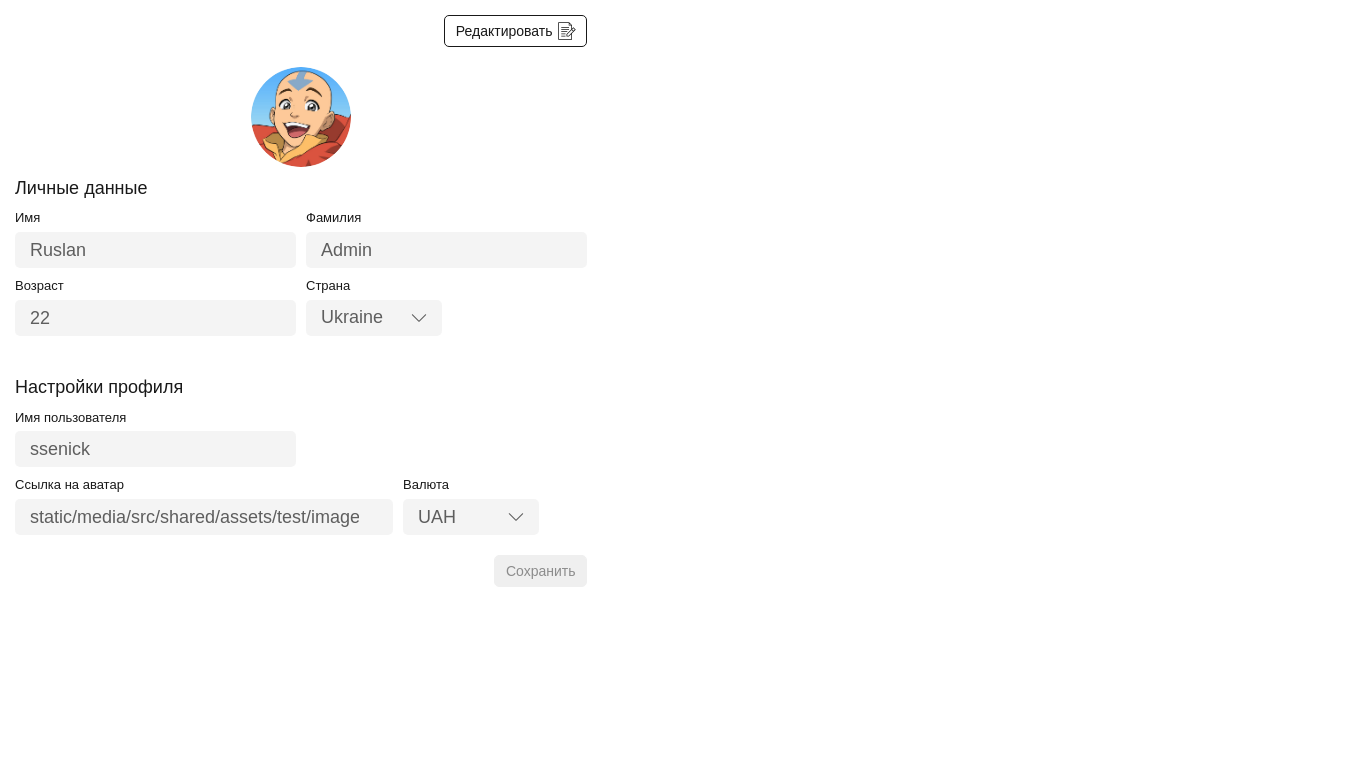 Редактировать
Личные данные
Имя Фамилия
Ruslan Admin
Возраст Страна
22 Ukraine
Настройки профиля
Имя пользователя
ssenick
Ссылка на аватар Валюта
static/media/src/shared/assets/test/image UAH
Сохранить